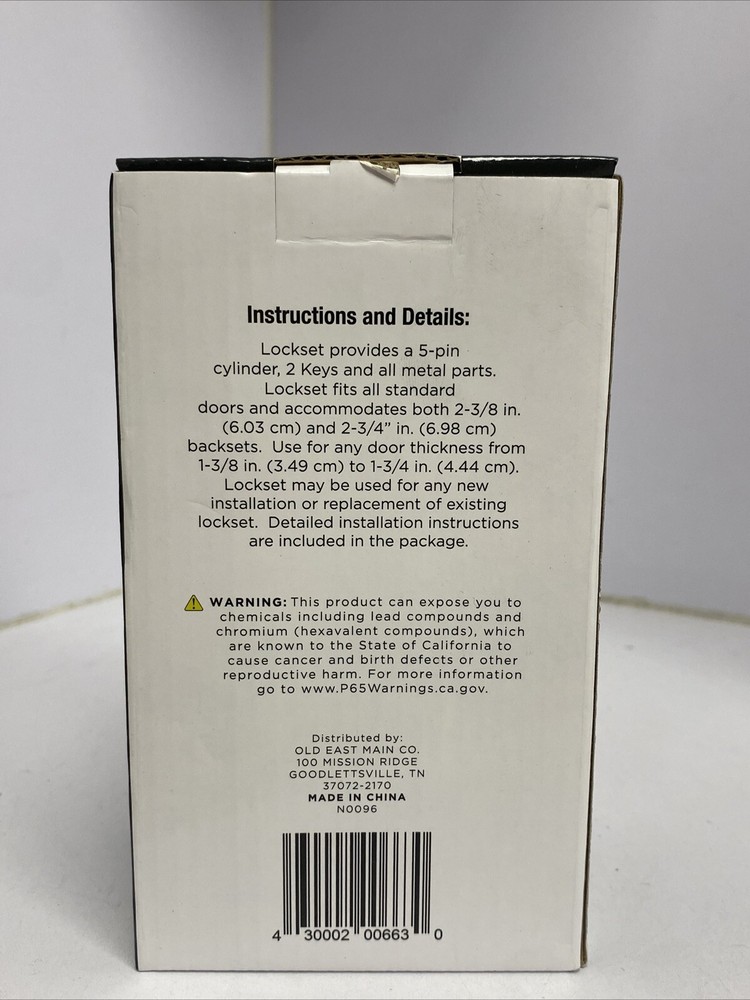 Instructions and Details:
Lockset provides a 5-pin
cylinder, 2 Keys and all metal parts.
Lockset fits all standard
doors and accommodates both 2-3/8 in.
(6.03 cm) and 2-3/4” in. (6.98 cm)
backsets. Use for any door thickness from
1-3/8 in. (3.49 cm) to 1-3/4 in. (4.44 cm).
Lockset may be used for any new
installation or replacement of existing
lockset. Detailed installation instructions
are included in the package.
WARNING: This product can expose you to
chemicals including lead compounds and
chromium (hexavalent compounds), which
are known to the State of California to
cause cancer and birth defects or other
reproductive harm. For more information
go to www.P65Warnings.ca.gov.
Distributed by:
OLD EAST MAIN CO.
100 MISSION RIDGE
GOODLETTSVILLE, TN
37072-2170
MADE IN CHINA
N0096
4 30002 00663 0